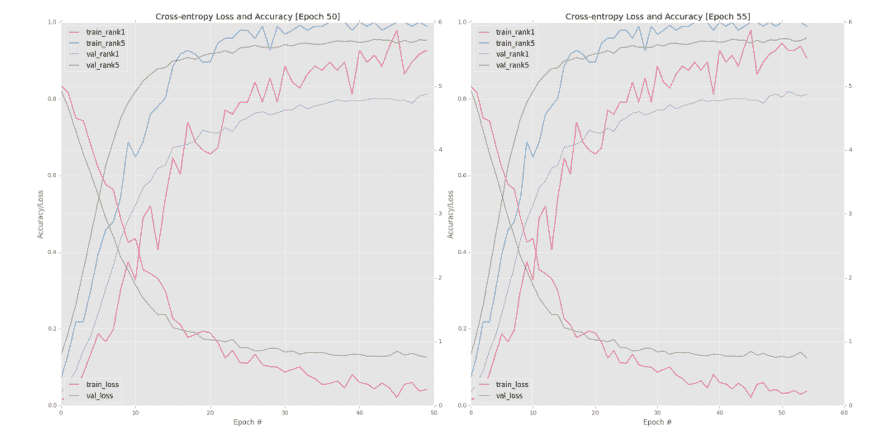 Cross-entropy Loss and Accuracy [Epoch 50]
1.0
0.8
0.6
0.4
0.2
0.0
Accuracy/Loss
train_rank1
train_rank5
val_rank1
val_rank5
train_loss
val_loss
6
5
4
3
2
1
0
0
10
20
30
40
50
Epoch #
Cross-entropy Loss and Accuracy [Epoch 55]
1.0
0.8
0.6
0.4
0.2
0.0
Accuracy/Loss
train_rank1
train_rank5
val_rank1
val_rank5
train_loss
val_loss
6
5
4
3
2
1
0
0
10
20
30
40
50
60
Epoch #